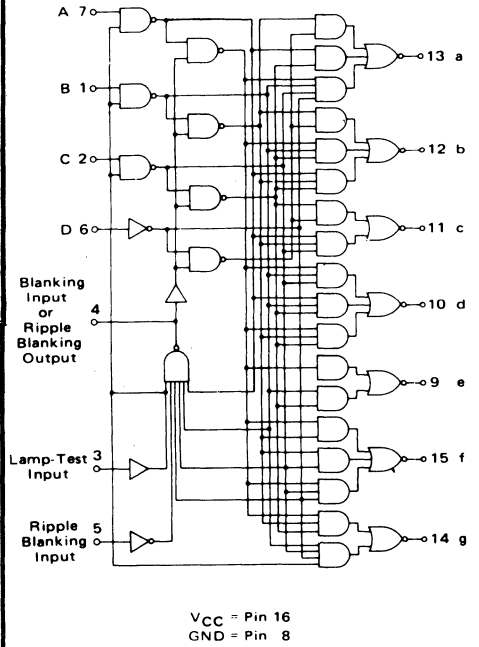 A 7
13 a
B 1
12 b
C 2
11 c
D 6
Blanking
Input
or
Ripple
Blanking
Output
4
10 d
9 e
Lamp-Test
Input
3
15 f
Ripple
Blanking
Input
5
14 g
VCC = Pin 16
GND = Pin 8